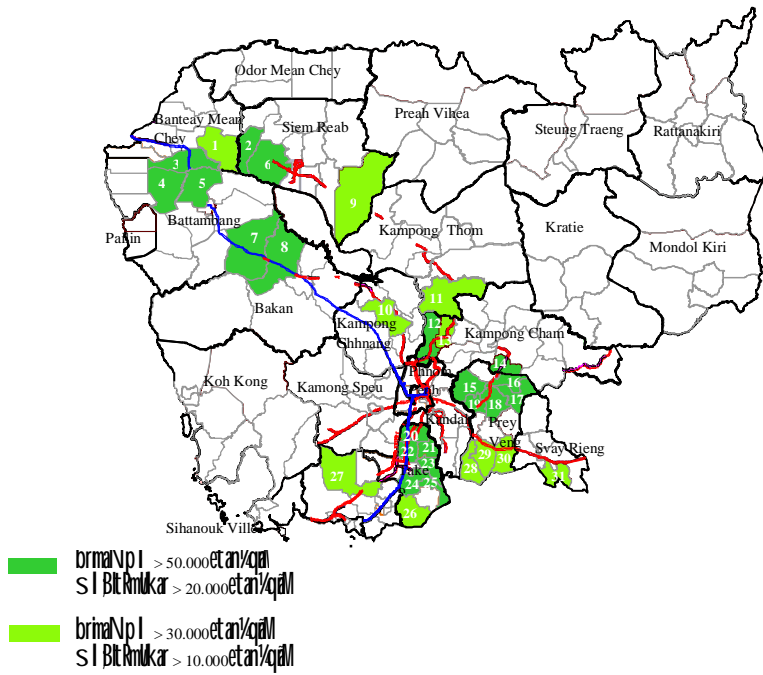 Odor Mean Chey
Banteay Mean
Chey
Siem Reab
Preah Vihea
Steung Traeng
Rattanakiri
1
2
3
6
4
5
9
Battambang
Pailin
7
8
Kampong Thom
Kratie
Mondol Kiri
Bakan
10
11
Kampong
Chhnang
12
13
Kampong Cham
14
Koh Kong
Kamong Speu
Phnom
Penh
15
16
17
18
19
Kandal
Prey
Veng
Svay Rieng
20
21
22
23
Take
24
25
26
27
28
29
30
31
Sihanouk Ville
> 50.000
> 20.000
> 30.000
> 10.000